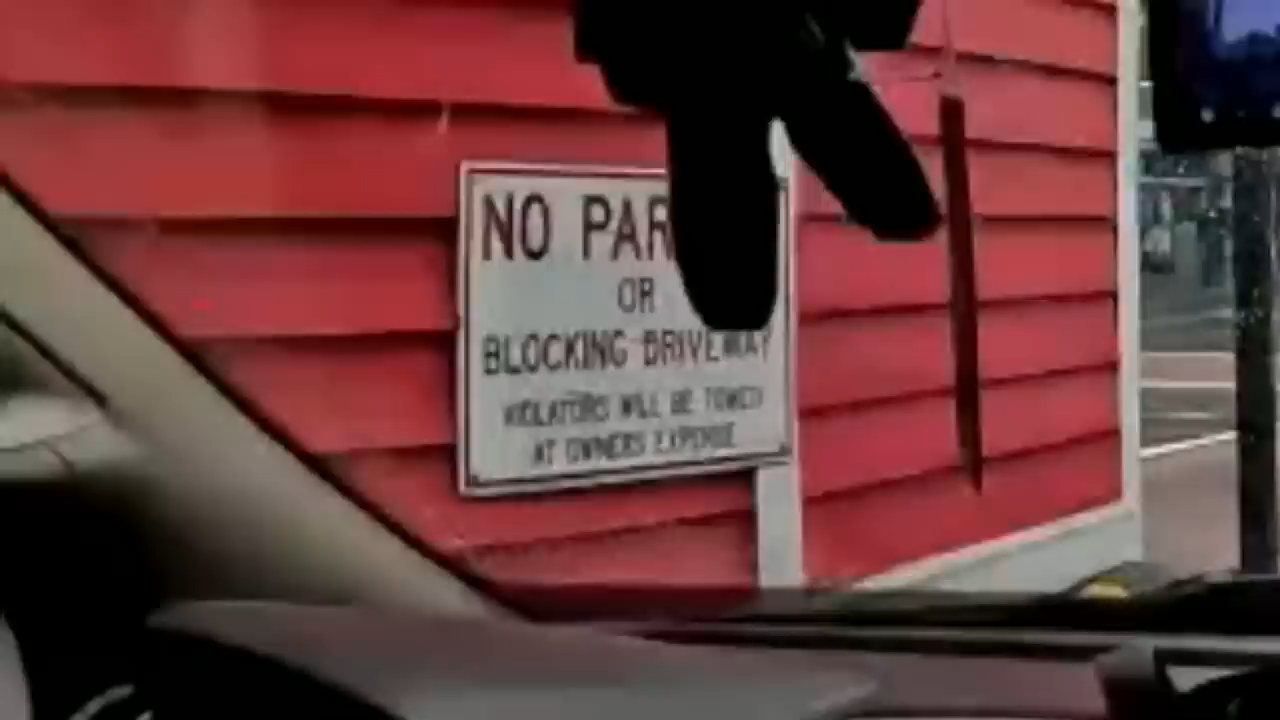 NO PAR
OR
BLOCKING DRIVEWAY
VIOLATORS WILL BE TOWED
AT OWNERS EXPENSE